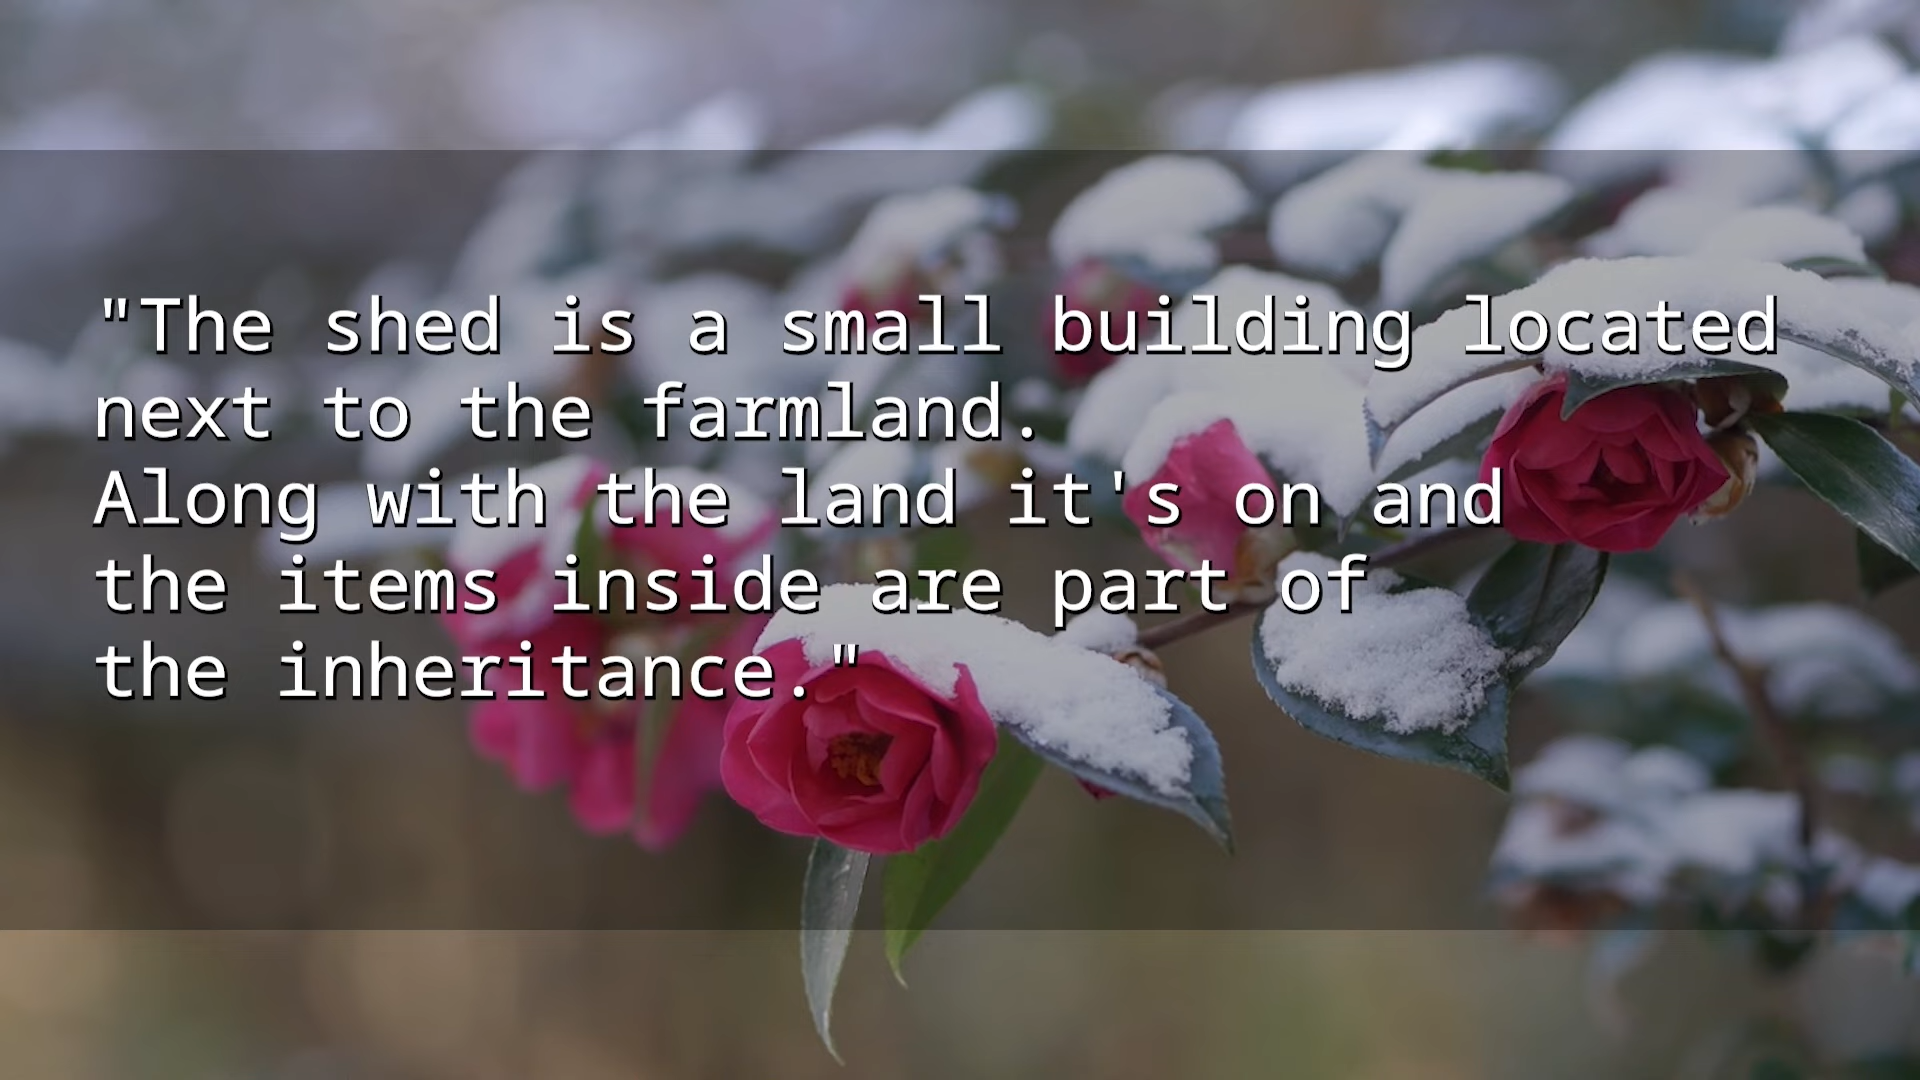 "The shed is a small building located
next to the farmland.
Along with the land it's on and
the items inside are part of
the inheritance."